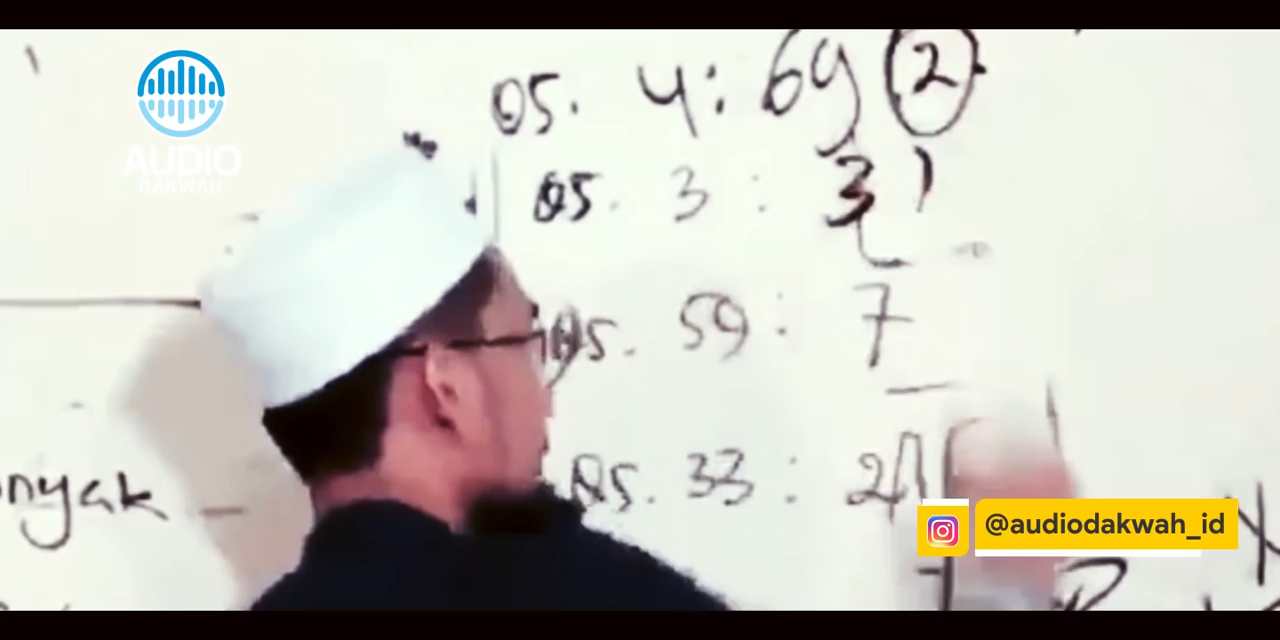 AUDIO
DAKWAH
QS. 4: 69 2
QS. 3 : 31
QS. 59: 7
QS. 33 : 21
nyak
@audiodakwah_id